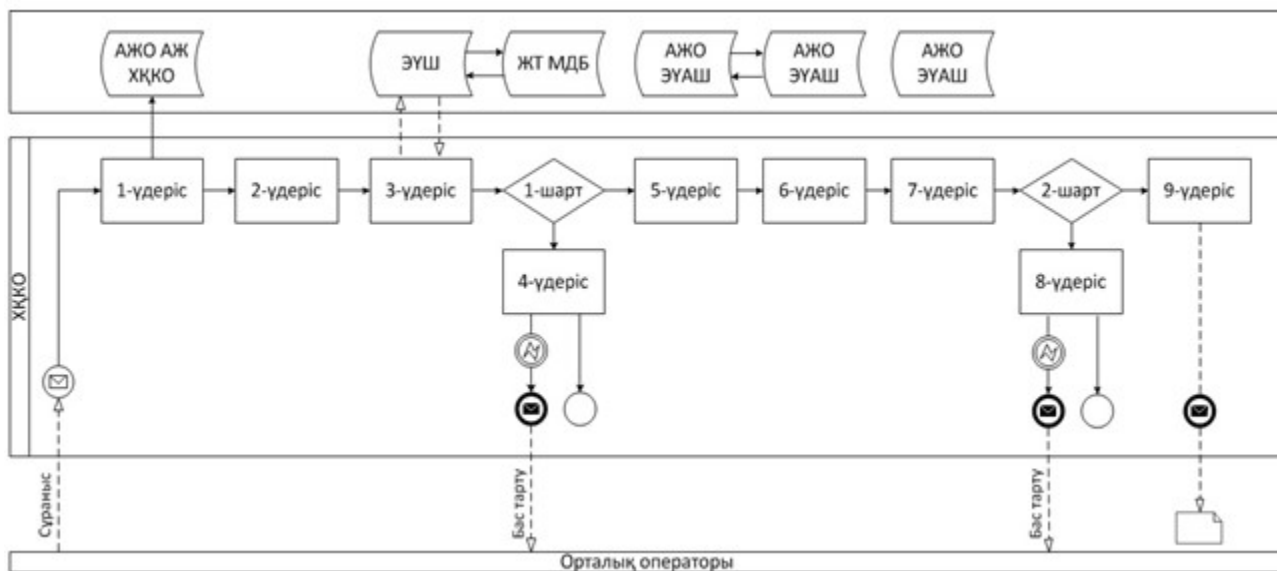 АЖО АЖ
ХҚКО
ЭҮШ
ЖТ МДБ
АЖО
ЭҮАШ
АЖО
ЭҮАШ
АЖО
ЭҮАШ
ХҚКО
1-үдеріс
2-үдеріс
3-үдеріс
1-шарт
5-үдеріс
6-үдеріс
7-үдеріс
2-шарт
9-үдеріс
4-үдеріс
8-үдеріс
Сұраныс
Бас тарту
Бас тарту
Орталық операторы